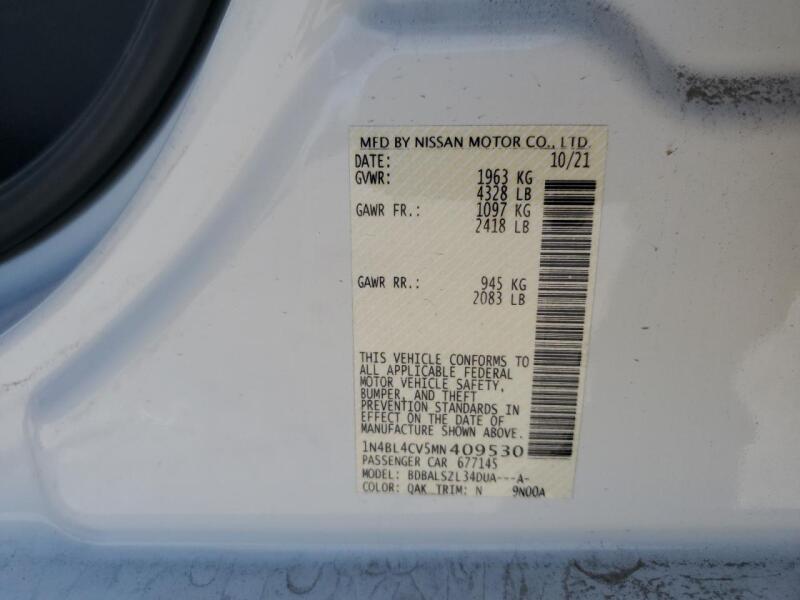 MFD BY NISSAN MOTOR CO., LTD.
DATE: 10/21
GVWR: 1963 KG
4328 LB
GAWR FR.: 1097 KG
2418 LB
GAWR RR.: 945 KG
2083 LB
THIS VEHICLE CONFORMS TO
ALL APPLICABLE FEDERAL
MOTOR VEHICLE SAFETY,
BUMPER, AND THEFT
PREVENTION STANDARDS IN
EFFECT ON THE DATE OF
MANUFACTURE SHOWN ABOVE.
1N4BL4CV5MN409530
PASSENGER CAR 677145
MODEL: BDBALSZL34DUA---A-
COLOR: QAK TRIM: N 9N00A